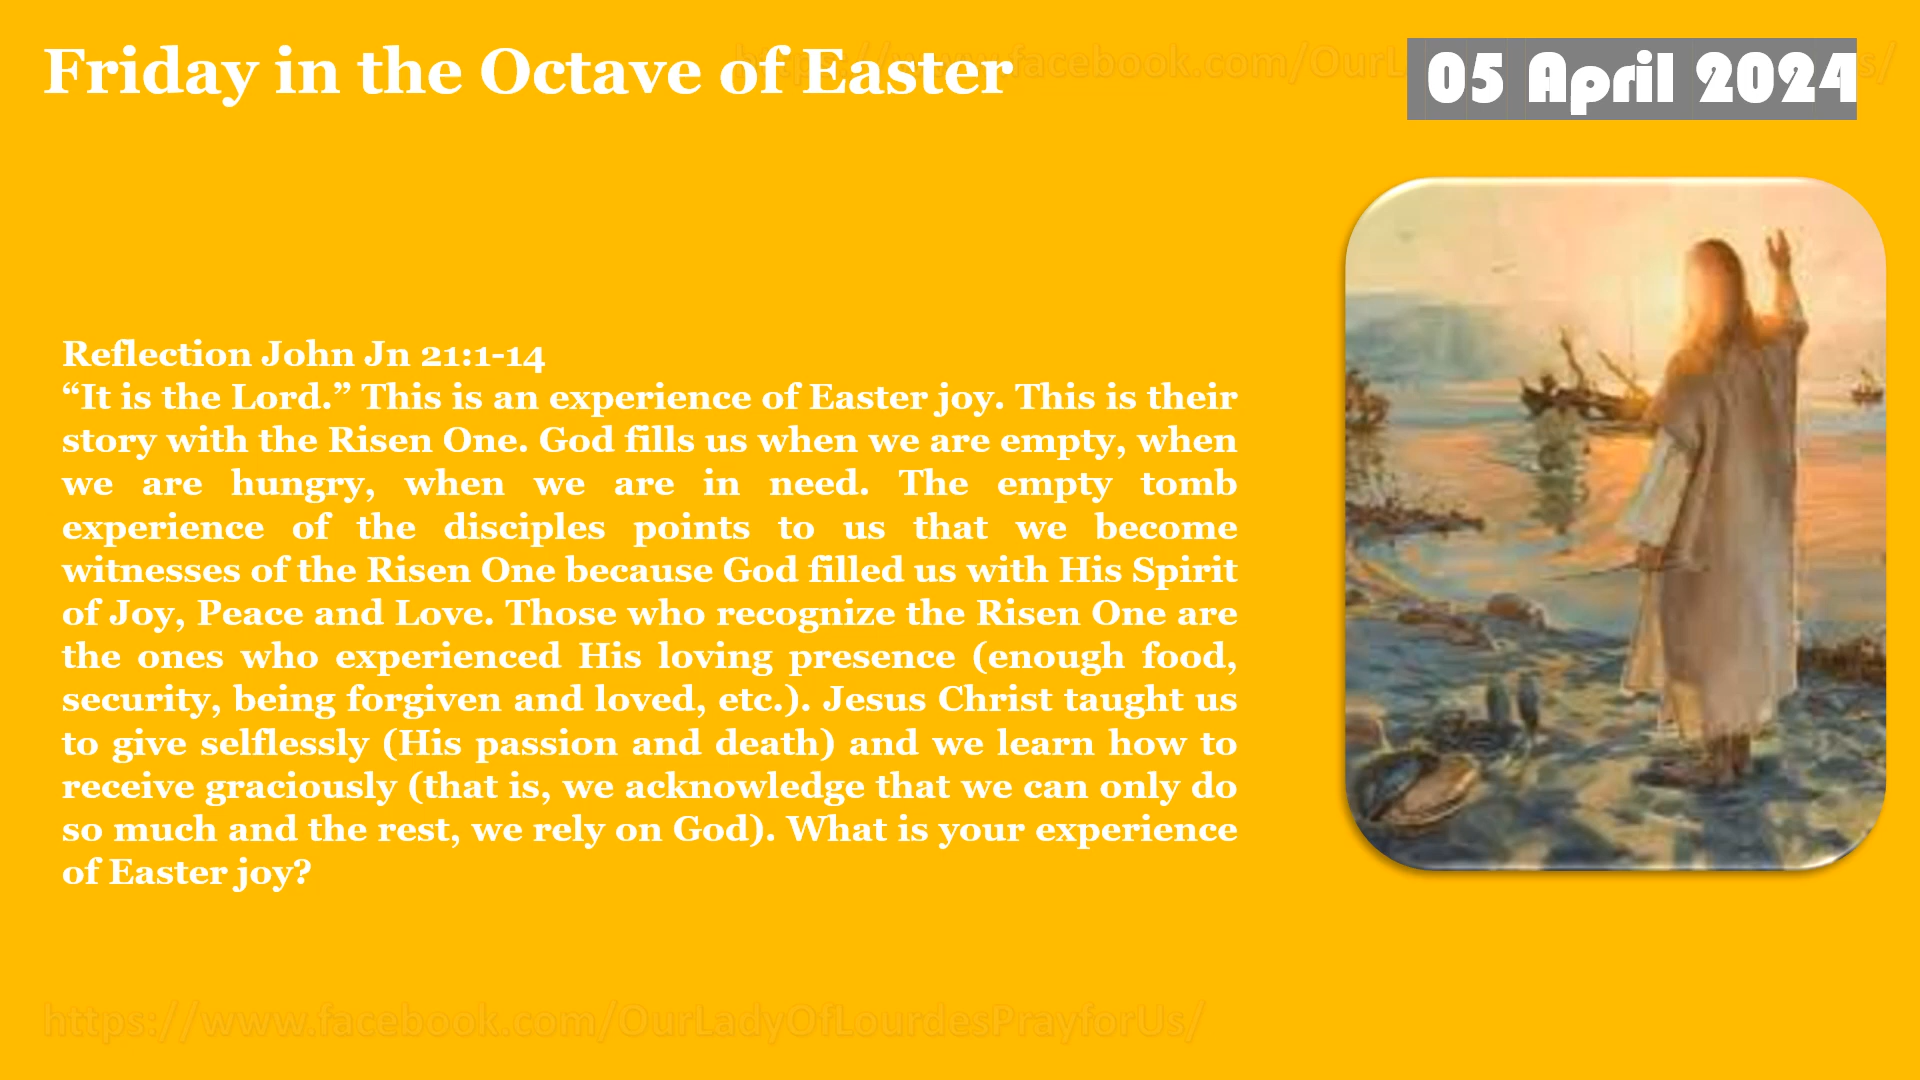 Friday in the Octave of Easter
05 April 2024
Reflection John Jn 21:1-14
“It is the Lord.” This is an experience of Easter joy. This is their
story with the Risen One. God fills us when we are empty, when
we are hungry, when we are in need. The empty tomb
experience of the disciples points to us that we become
witnesses of the Risen One because God filled us with His Spirit
of Joy, Peace and Love. Those who recognize the Risen One are
the ones who experienced His loving presence (enough food,
security, being forgiven and loved, etc.). Jesus Christ taught us
to give selflessly (His passion and death) and we learn how to
receive graciously (that is, we acknowledge that we can only do
so much and the rest, we rely on God). What is your experience
of Easter joy?
https://www.facebook.com/OurLadyOfLourdesPrayforUs/